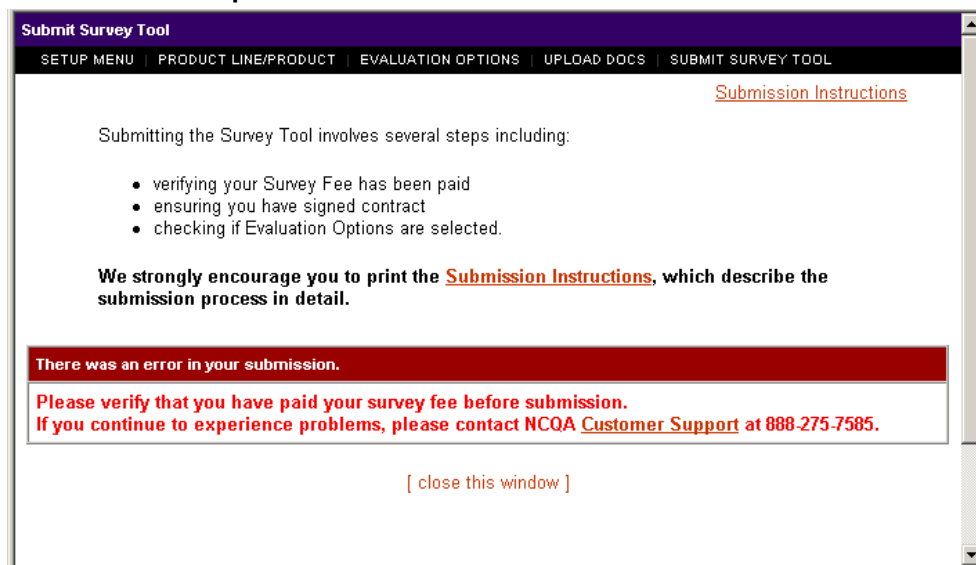 Submit Survey Tool
SETUP MENU | PRODUCT LINE/PRODUCT | EVALUATION OPTIONS | UPLOAD DOCS | SUBMIT SURVEY TOOL
Submission Instructions
Submitting the Survey Tool involves several steps including:
• verifying your Survey Fee has been paid
• ensuring you have signed contract
• checking if Evaluation Options are selected.
We strongly encourage you to print the Submission Instructions, which describe the
submission process in detail.
There was an error in your submission.
Please verify that you have paid your survey fee before submission.
If you continue to experience problems, please contact NCQA Customer Support at 888-275-7585.
[ close this window ]